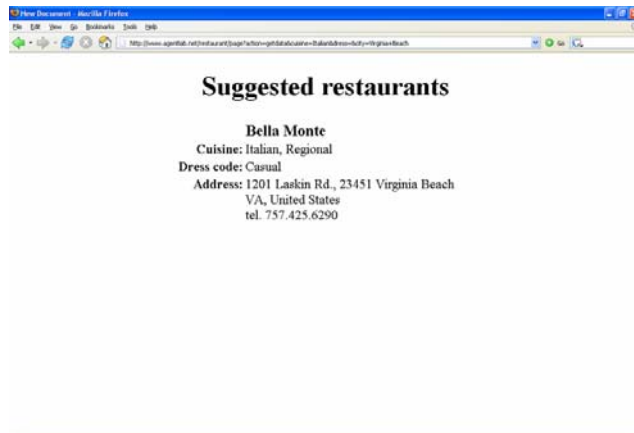 New Document - Mozilla Firefox
File Edit View Go Bookmarks Tools Help
Suggested restaurants
Bella Monte
Cuisine: Italian, Regional
Dress code: Casual
Address: 1201 Laskin Rd., 23451 Virginia Beach
VA, United States
tel. 757.425.6290